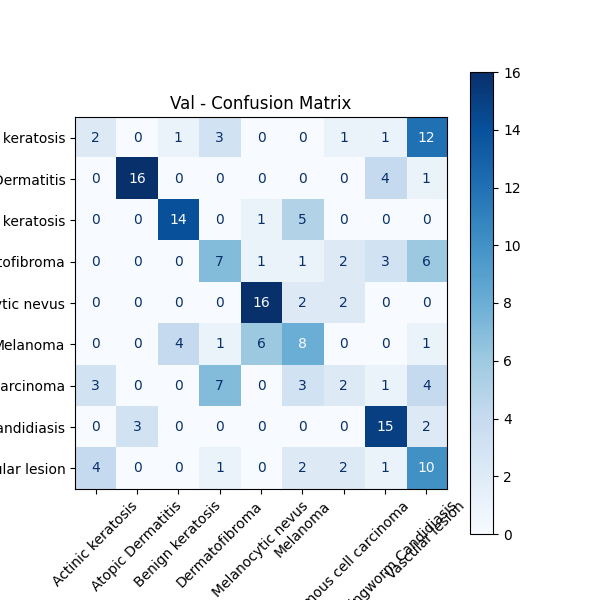 Val - Confusion Matrix
keratosis 2 0 1 3 0 0 1 1 12
Dermatitis 0 16 0 0 0 0 0 4 1
keratosis 0 0 14 0 1 5 0 0 0
tofibroma 0 0 0 7 1 1 2 3 6
ytic nevus 0 0 0 0 16 2 2 0 0
Melanoma 0 0 4 1 6 8 0 0 1
arcinoma 3 0 0 7 0 3 2 1 4
andidiasis 0 3 0 0 0 0 0 15 2
ular lesion 4 0 0 1 0 2 2 1 10
Actinic keratosis
Atopic Dermatitis
Benign keratosis
Dermatofibroma
Melanocytic nevus
Melanoma
mous cell carcinoma
ngworm Candidiasis
Vascular lesion
16
14
12
10
8
6
4
2
0